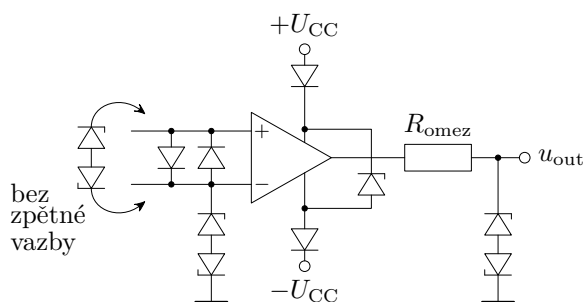 +U_CC
R_omez
+
−
u_out
bez
zpětné
vazby
−U_CC